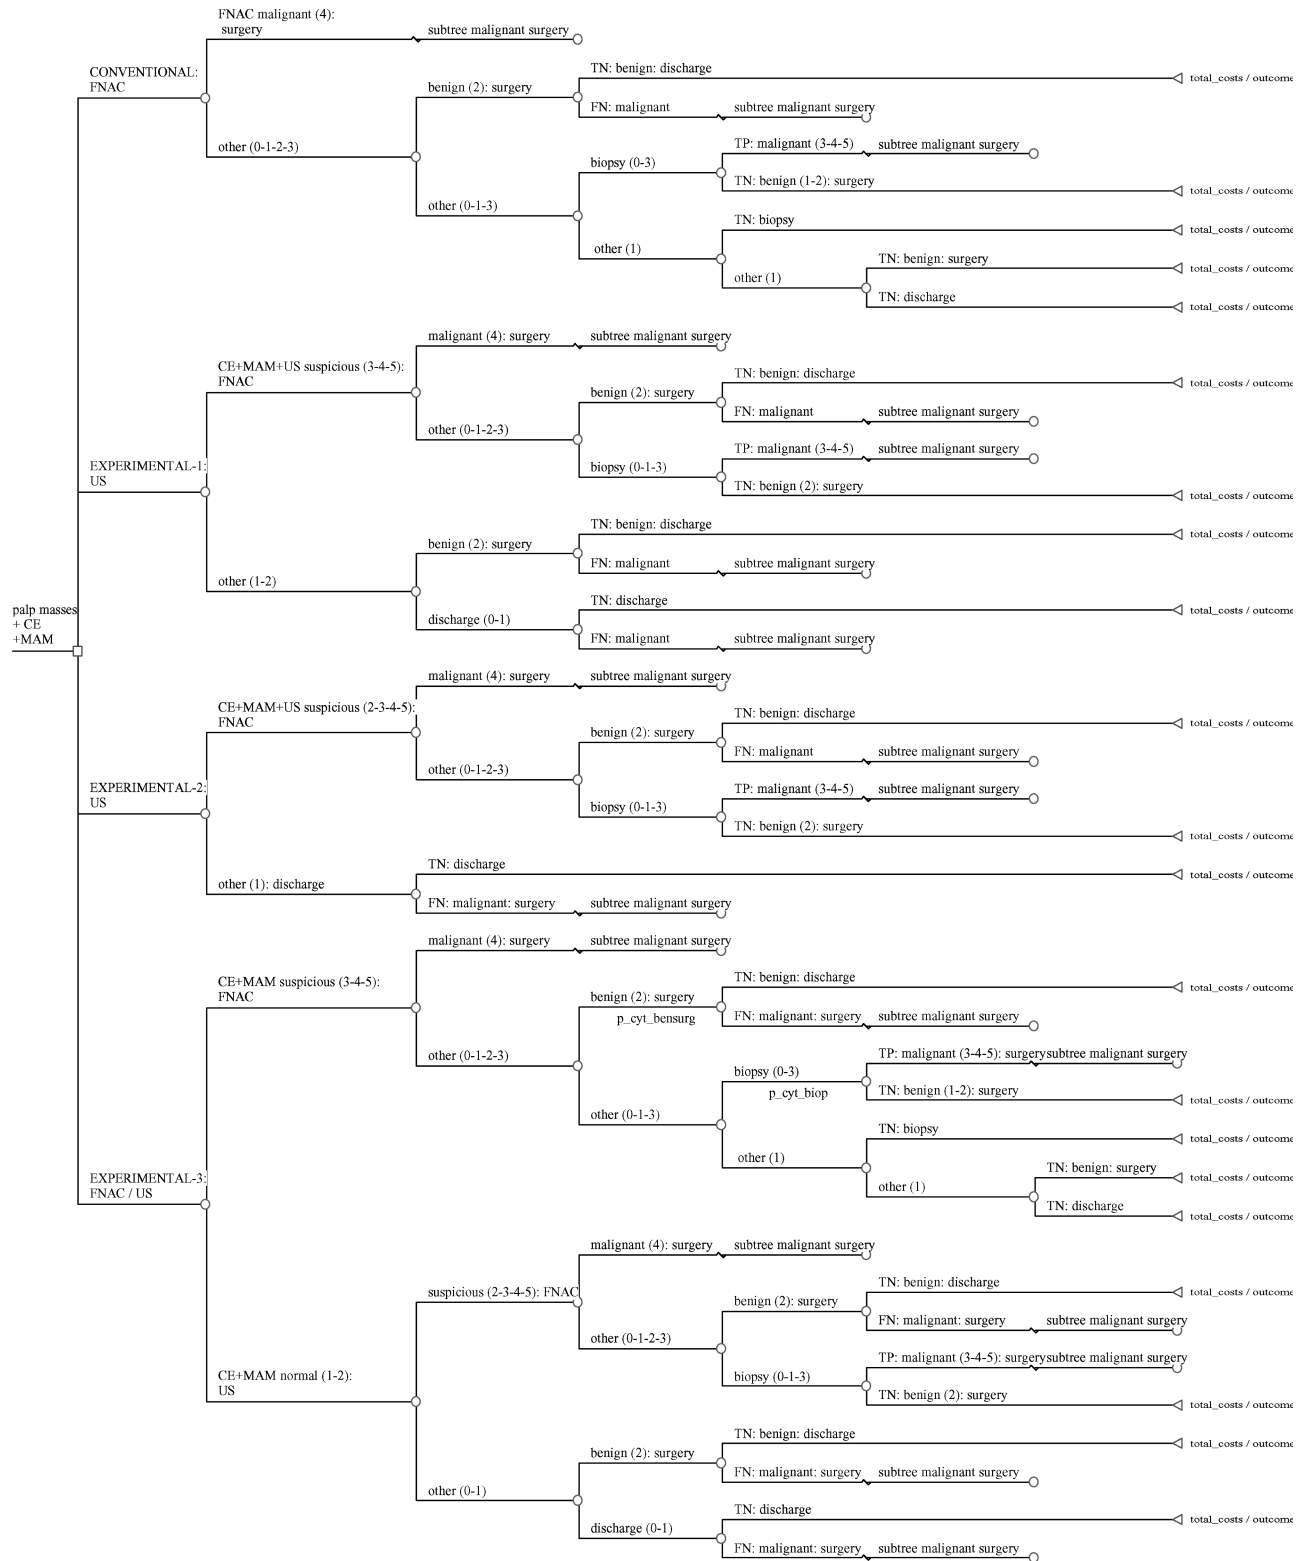 FNAC malignant (4):
surgery
subtree malignant surgery
CONVENTIONAL:
FNAC
TN: benign: discharge
total_costs / outcome
benign (2): surgery
FN: malignant
subtree malignant surgery
other (0-1-2-3)
TP: malignant (3-4-5)
subtree malignant surgery
biopsy (0-3)
TN: benign (1-2): surgery
total_costs / outcome
other (0-1-3)
TN: biopsy
total_costs / outcome
other (1)
TN: benign: surgery
total_costs / outcome
other (1)
TN: discharge
total_costs / outcome
malignant (4): surgery
subtree malignant surgery
CE+MAM+US suspicious (3-4-5):
FNAC
TN: benign: discharge
total_costs / outcome
benign (2): surgery
FN: malignant
subtree malignant surgery
other (0-1-2-3)
TP: malignant (3-4-5)
subtree malignant surgery
biopsy (0-1-3)
TN: benign (2): surgery
total_costs / outcome
EXPERIMENTAL-1:
US
TN: benign: discharge
total_costs / outcome
benign (2): surgery
FN: malignant
subtree malignant surgery
other (1-2)
TN: discharge
total_costs / outcome
discharge (0-1)
FN: malignant
subtree malignant surgery
palp masses
+ CE
+MAM
malignant (4): surgery
subtree malignant surgery
CE+MAM+US suspicious (2-3-4-5):
FNAC
TN: benign: discharge
total_costs / outcome
benign (2): surgery
FN: malignant
subtree malignant surgery
other (0-1-2-3)
TP: malignant (3-4-5)
subtree malignant surgery
biopsy (0-1-3)
TN: benign (2): surgery
total_costs / outcome
EXPERIMENTAL-2:
US
TN: discharge
total_costs / outcome
other (1): discharge
FN: malignant: surgery
subtree malignant surgery
malignant (4): surgery
subtree malignant surgery
CE+MAM suspicious (3-4-5):
FNAC
TN: benign: discharge
total_costs / outcome
benign (2): surgery
p_cyt_bensurg
FN: malignant: surgery
subtree malignant surgery
other (0-1-2-3)
TP: malignant (3-4-5): surgery
subtree malignant surgery
biopsy (0-3)
p_cyt_biop
TN: benign (1-2): surgery
total_costs / outcome
other (0-1-3)
TN: biopsy
total_costs / outcome
other (1)
TN: benign: surgery
total_costs / outcome
other (1)
TN: discharge
total_costs / outcome
EXPERIMENTAL-3:
FNAC / US
malignant (4): surgery
subtree malignant surgery
suspicious (2-3-4-5): FNAC
TN: benign: discharge
total_costs / outcome
benign (2): surgery
FN: malignant: surgery
subtree malignant surgery
other (0-1-2-3)
TP: malignant (3-4-5): surgery
subtree malignant surgery
biopsy (0-1-3)
TN: benign (2): surgery
total_costs / outcome
CE+MAM normal (1-2):
US
TN: benign: discharge
total_costs / outcome
benign (2): surgery
FN: malignant: surgery
subtree malignant surgery
other (0-1)
TN: discharge
total_costs / outcome
discharge (0-1)
FN: malignant: surgery
subtree malignant surgery